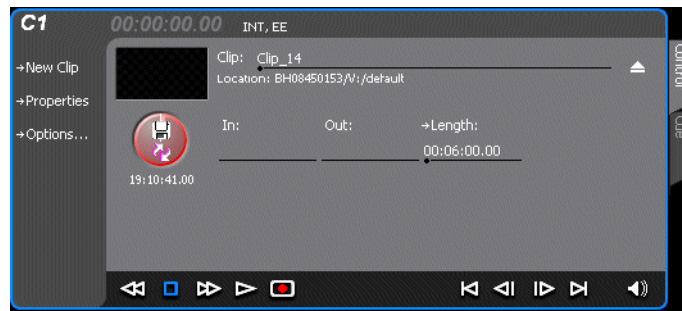 C1 00:00:00.00 INT, EE
→New Clip
→Properties
→Options...
Clip: Clip_14
Location: BH08450153/V:/default
In: Out: →Length:
00:06:00.00
19:10:41.00
Control
Cue